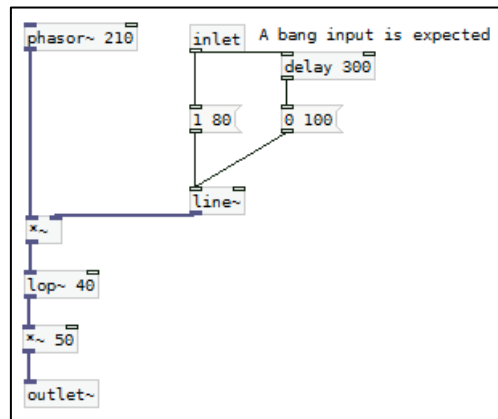 phasor~ 210
inlet A bang input is expected
delay 300
1 80 0 100
line~
*~
lop~ 40
*~ 50
outlet~